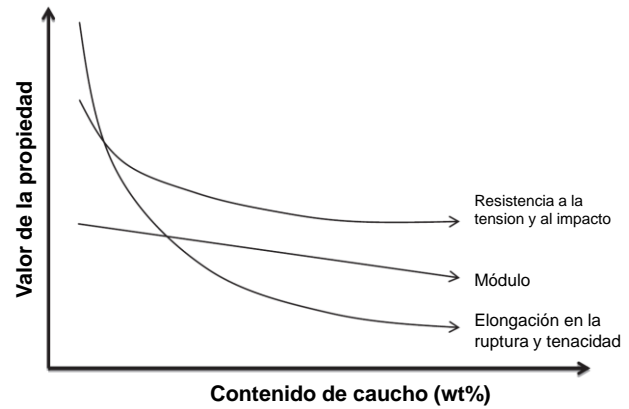 Valor de la propiedad
Resistencia a la
tension y al impacto
Módulo
Elongación en la
ruptura y tenacidad
Contenido de caucho (wt%)